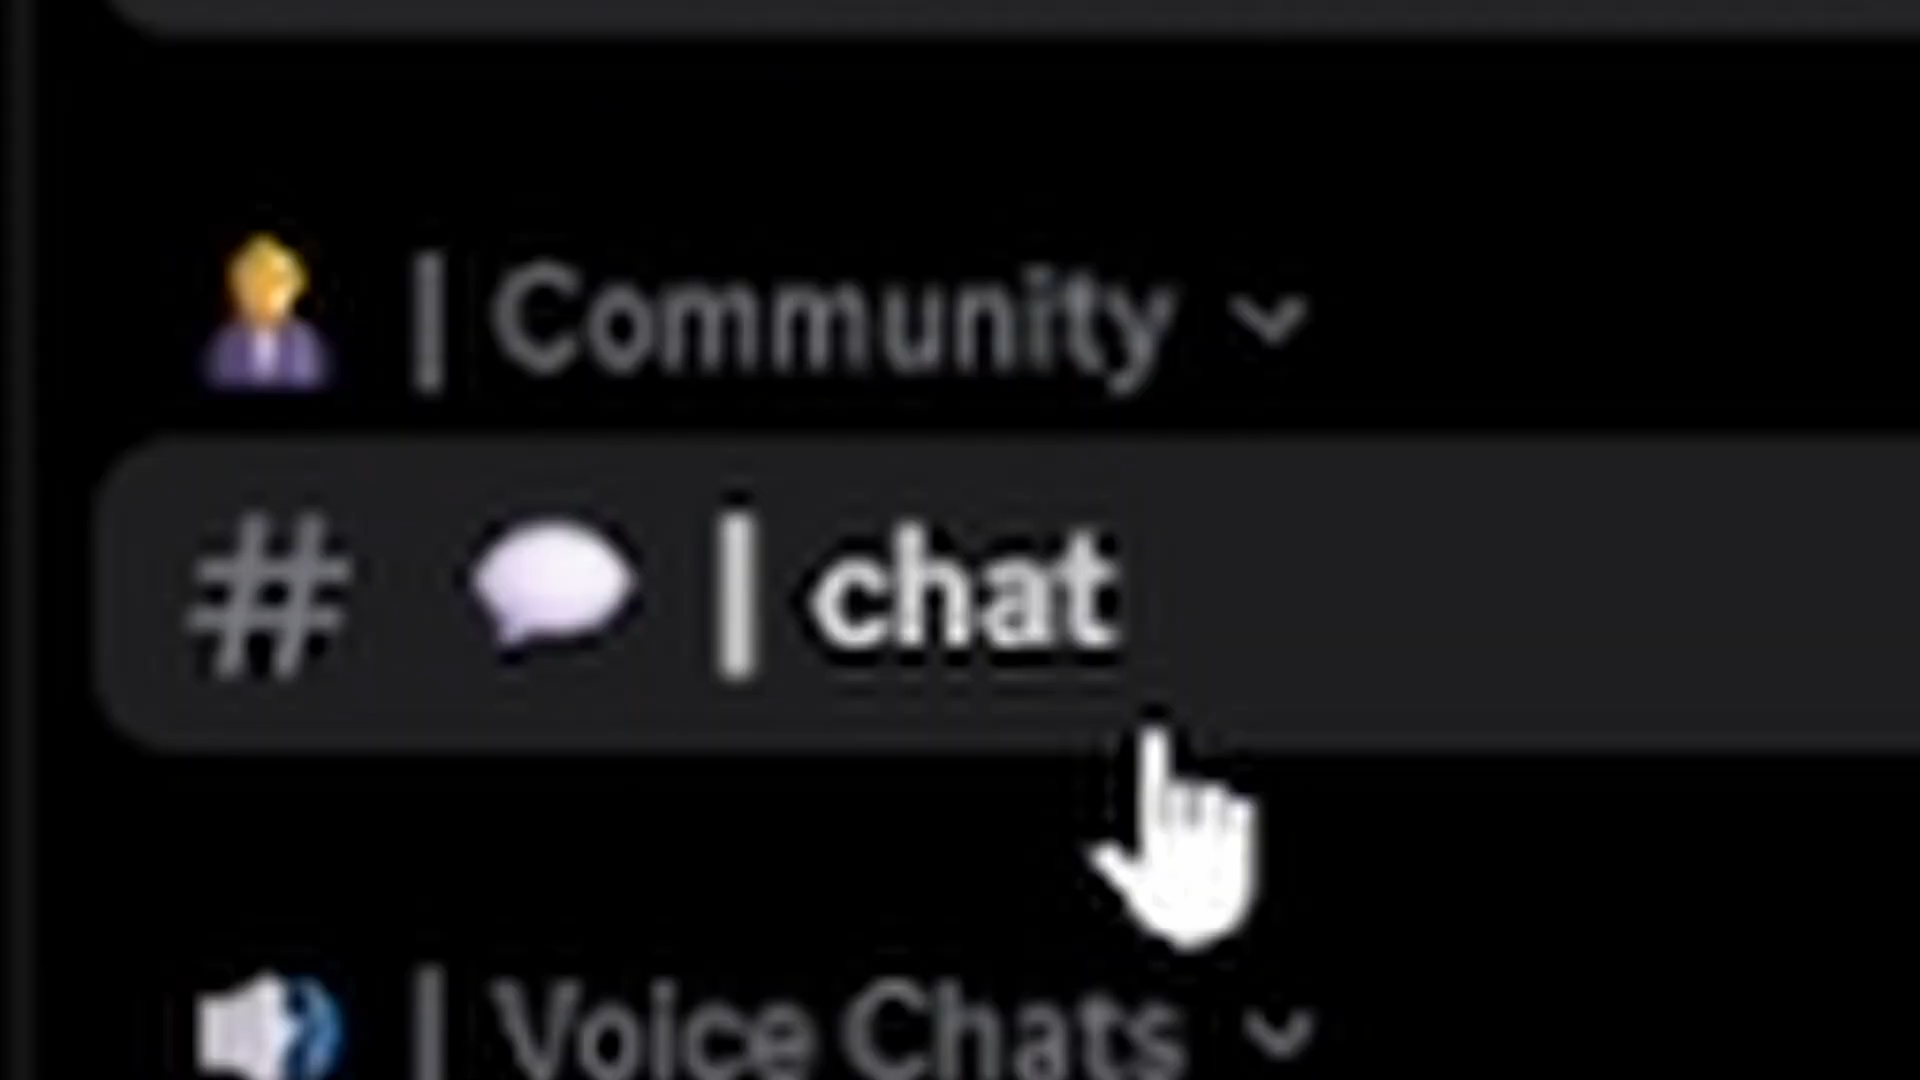 | Community
# 💬 | chat
| Voice Chats